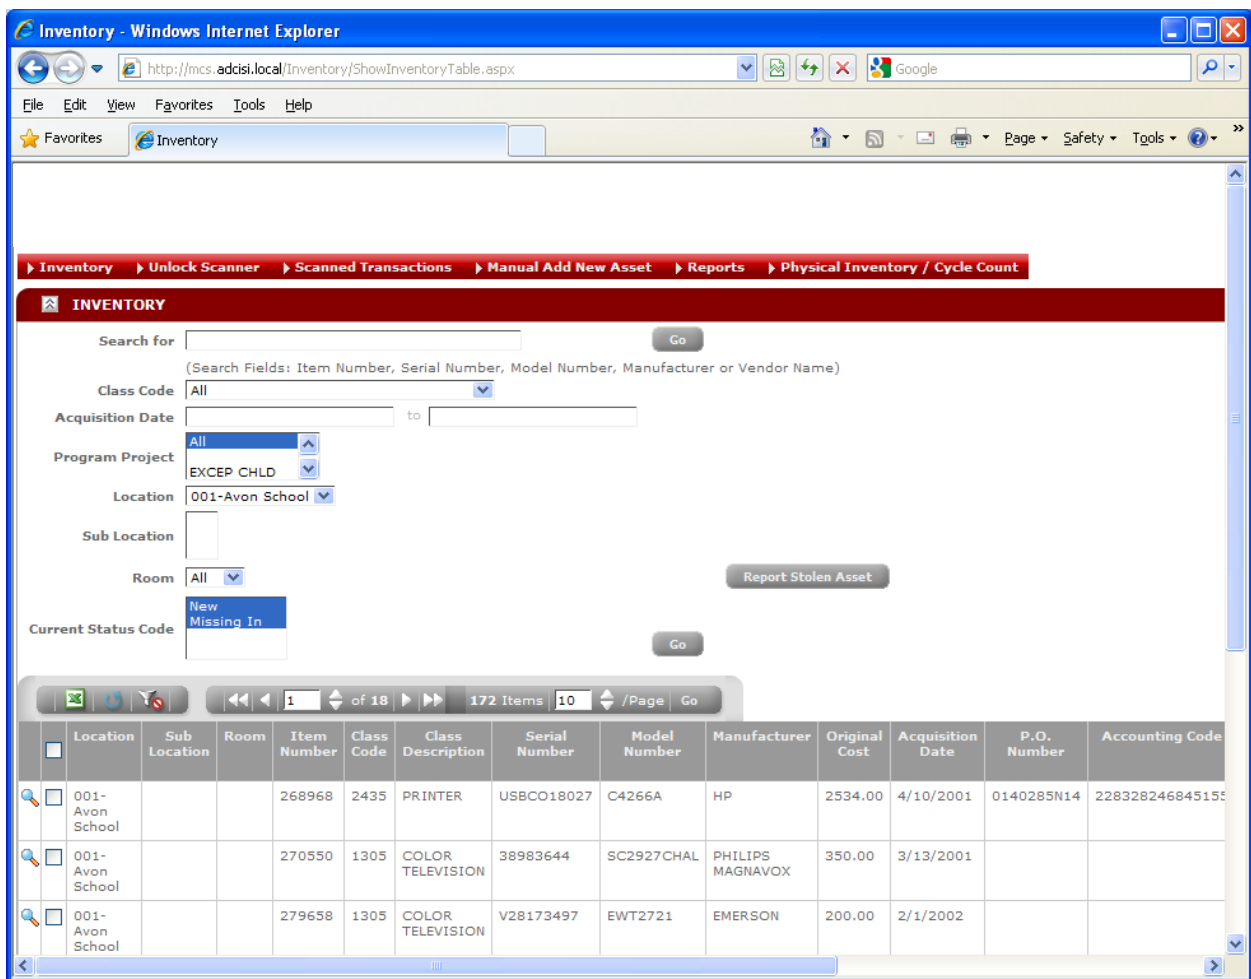 Inventory - Windows Internet Explorer
http://mcs.adcisi.local/Inventory/ShowInventoryTable.aspx
Google
File Edit View Favorites Tools Help
Favorites Inventory Page Safety Tools »
Inventory Unlock Scanner Scanned Transactions Manual Add New Asset Reports Physical Inventory / Cycle Count
INVENTORY
Search for Go
(Search Fields: Item Number, Serial Number, Model Number, Manufacturer or Vendor Name)
Class Code All
Acquisition Date to
Program Project All
EXCEP CHLD
Location 001-Avon School
Sub Location
Room All Report Stolen Asset
Current Status Code New
Missing In
Go
1 of 18 172 Items 10 /Page Go
Location Sub Location Room Item Number Class Code Class Description Serial Number Model Number Manufacturer Original Cost Acquisition Date P.O. Number Accounting Code
001-Avon School 268968 2435 PRINTER USBCO18027 C4266A HP 2534.00 4/10/2001 0140285N14 228328246845155
001-Avon School 270550 1305 COLOR TELEVISION 38983644 SC2927CHAL PHILIPS MAGNAVOX 350.00 3/13/2001
001-Avon School 279658 1305 COLOR TELEVISION V28173497 EWT2721 EMERSON 200.00 2/1/2002